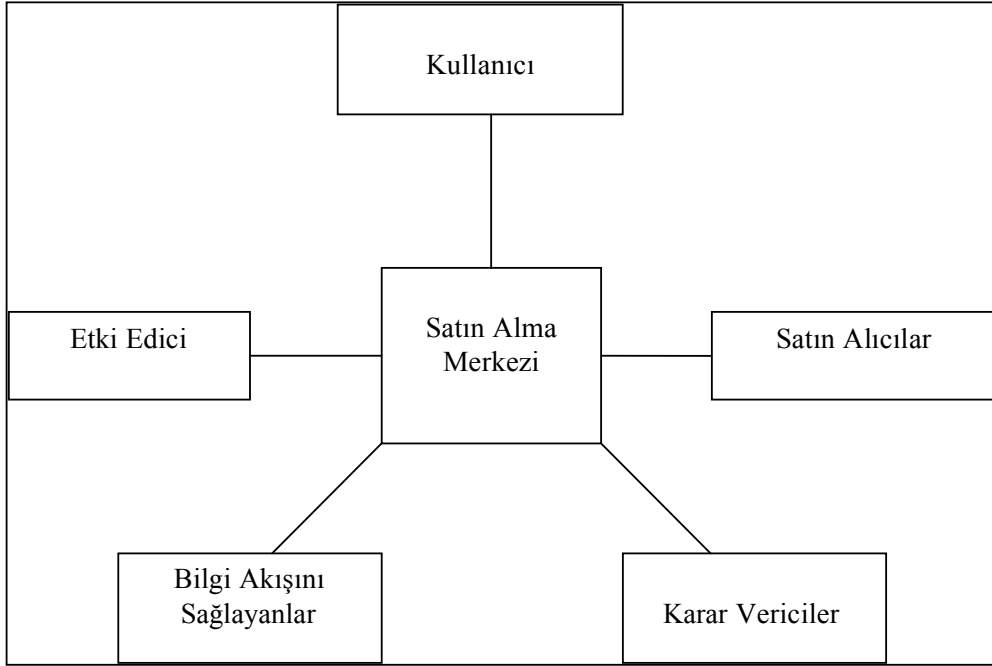 Kullanıcı
Etki Edici
Satın Alma
Merkezi
Satın Alıcılar
Bilgi Akışını
Sağlayanlar
Karar Vericiler